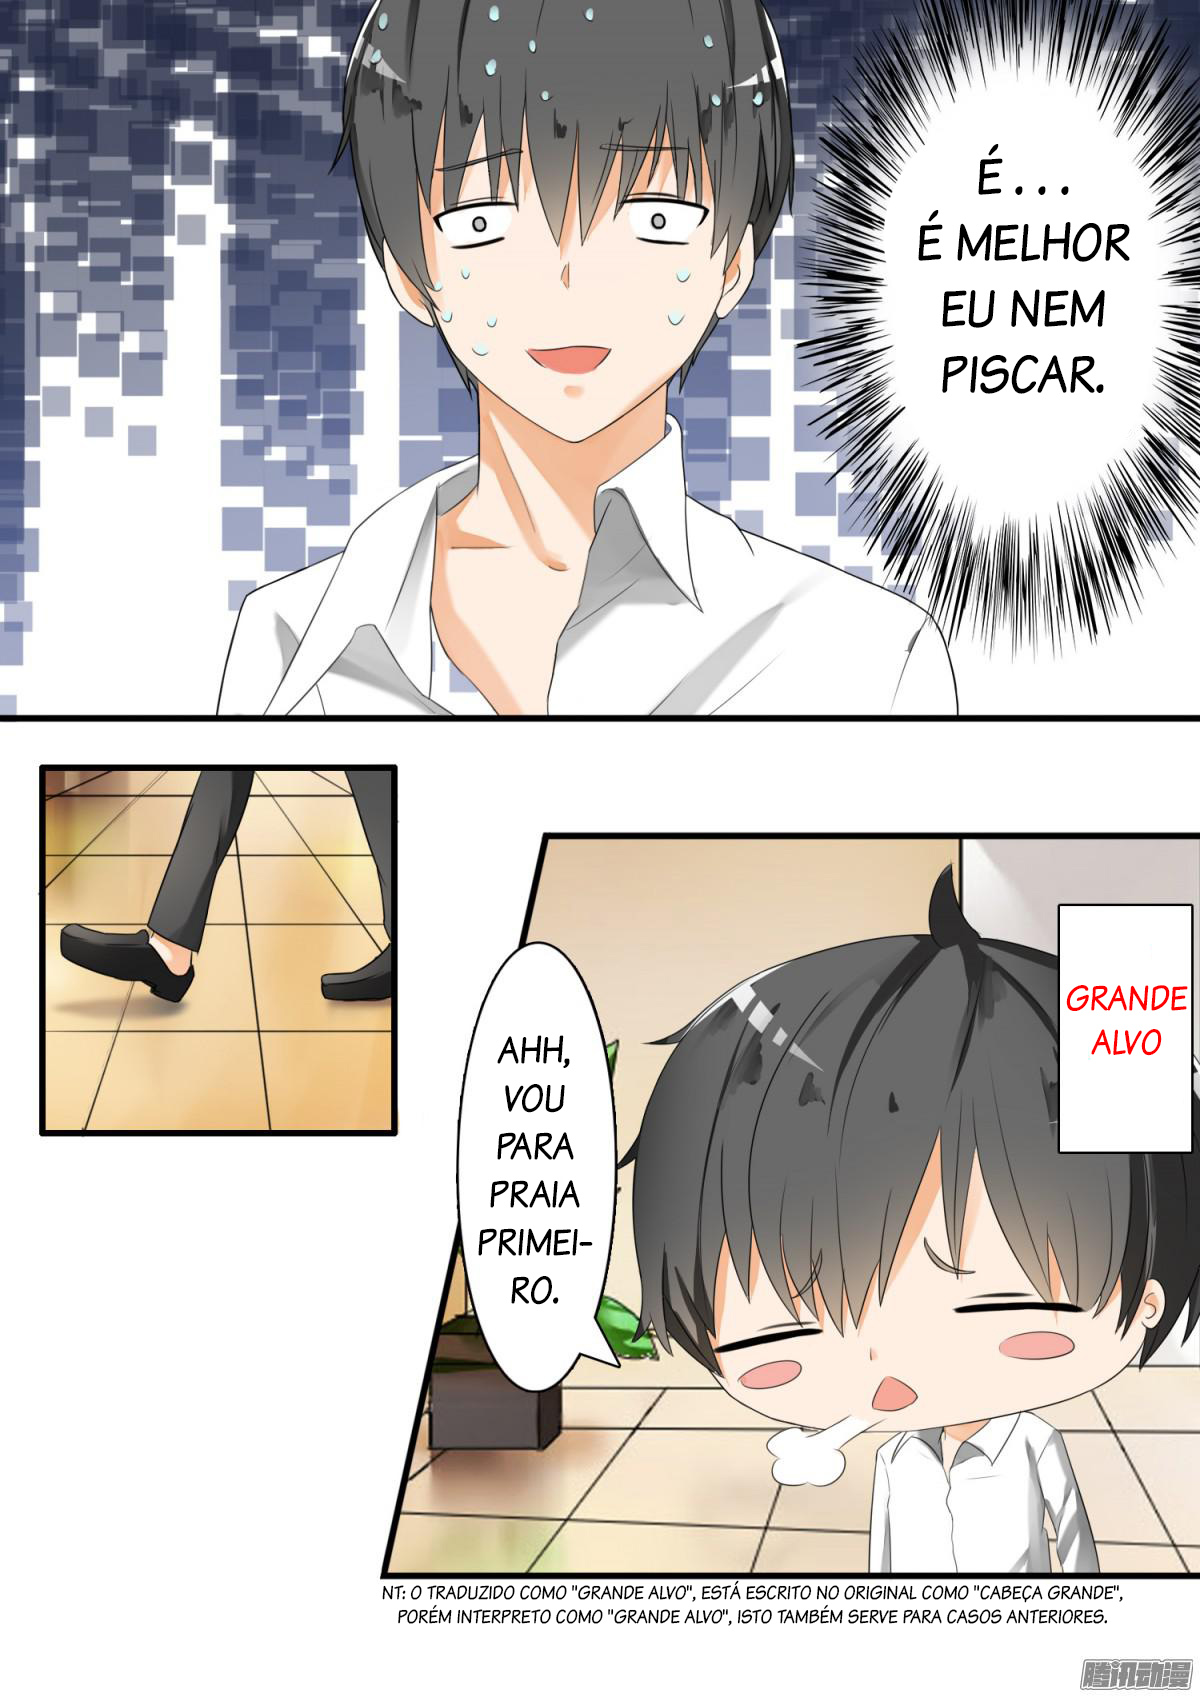 É...
É MELHOR
EU NEM
PISCAR.
GRANDE
ALVO
AHH,
VOU
PARA
PRAIA
PRIMEI-
RO.
NT: O TRADUZIDO COMO "GRANDE ALVO", ESTÁ ESCRITO NO ORIGINAL COMO "CABEÇA GRANDE",
PORÉM INTERPRETO COMO "GRANDE ALVO", ISTO TAMBÉM SERVE PARA CASOS ANTERIORES.
腾讯动漫